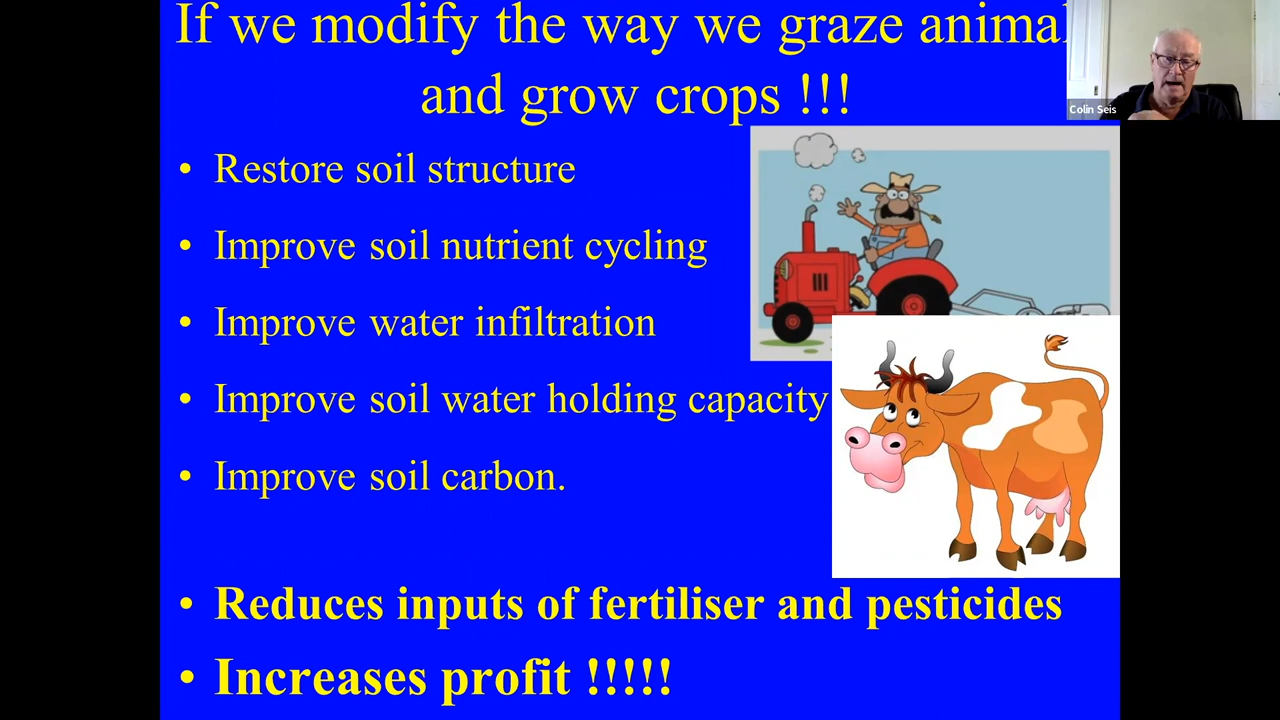 If we modify the way we graze animal
and grow crops !!!
Colin Seis
• Restore soil structure
• Improve soil nutrient cycling
• Improve water infiltration
• Improve soil water holding capacity
• Improve soil carbon.
• Reduces inputs of fertiliser and pesticides
• Increases profit !!!!!